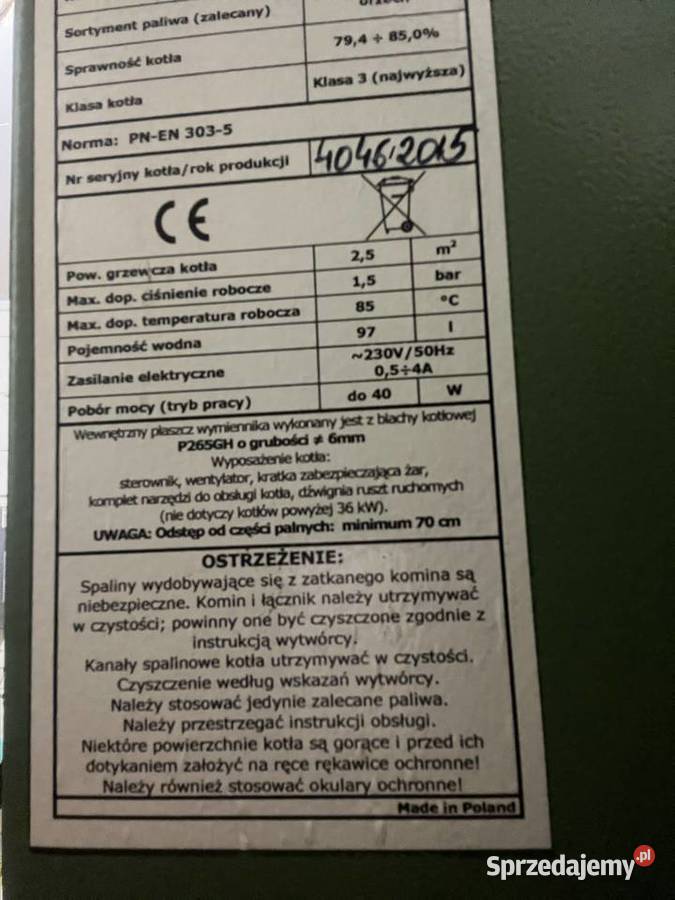 Sortyment paliwa (zalecany)
Sprawność kotła 79,4 ÷ 85,0%
Klasa kotła Klasa 3 (najwyższa)
Norma: PN-EN 303-5
Nr seryjny kotła/rok produkcji 4046/2015
CE
Pow. grzewcza kotła 2,5 m²
Max. dop. ciśnienie robocze 1,5 bar
Max. dop. temperatura robocza 85 °C
Pojemność wodna 97 l
Zasilanie elektryczne ~230V/50Hz
0,5÷4A
Pobór mocy (tryb pracy) do 40 W
Wewnętrzny płaszcz wymiennika wykonany jest z blachy kotłowej
P265GH o grubości ≠ 6mm
Wyposażenie kotła:
sterownik, wentylator, kratka zabezpieczająca żar,
komplet narzędzi do obsługi kotła, dźwignia ruszt ruchomych
(nie dotyczy kotłów powyżej 36 kW).
UWAGA: Odstęp od części palnych: minimum 70 cm
OSTRZEŻENIE:
Spaliny wydobywające się z zatkanego komina są
niebezpieczne. Komin i łącznik należy utrzymywać
w czystości; powinny one być czyszczone zgodnie z
instrukcją wytwórcy.
Kanały spalinowe kotła utrzymywać w czystości.
Czyszczenie według wskazań wytwórcy.
Należy stosować jedynie zalecane paliwa.
Należy przestrzegać instrukcji obsługi.
Niektóre powierzchnie kotła są gorące i przed ich
dotykaniem założyć na ręce rękawice ochronne!
Należy również stosować okulary ochronne!
Made in Poland
Sprzedajemy.pl